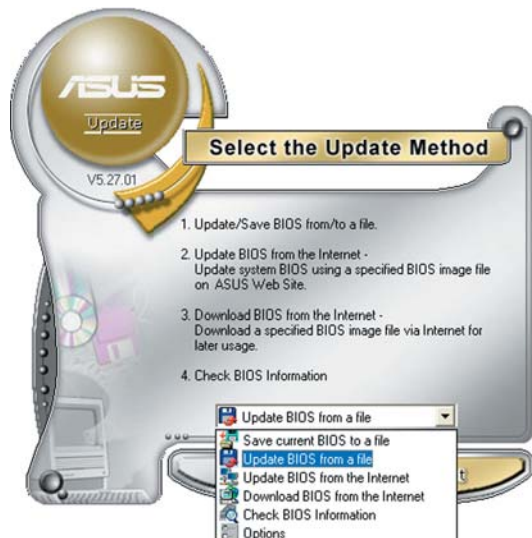 ASUS
Update
V5.27.01
Select the Update Method
1. Update/Save BIOS from/to a file.
2. Update BIOS from the Internet -
Update system BIOS using a specified BIOS image file
on ASUS Web Site.
3. Download BIOS from the Internet -
Download a specified BIOS image file via Internet for
later usage.
4. Check BIOS Information
Update BIOS from a file
Save current BIOS to a file
Update BIOS from a file
Update BIOS from the Internet
Download BIOS from the Internet
Check BIOS Information
Options